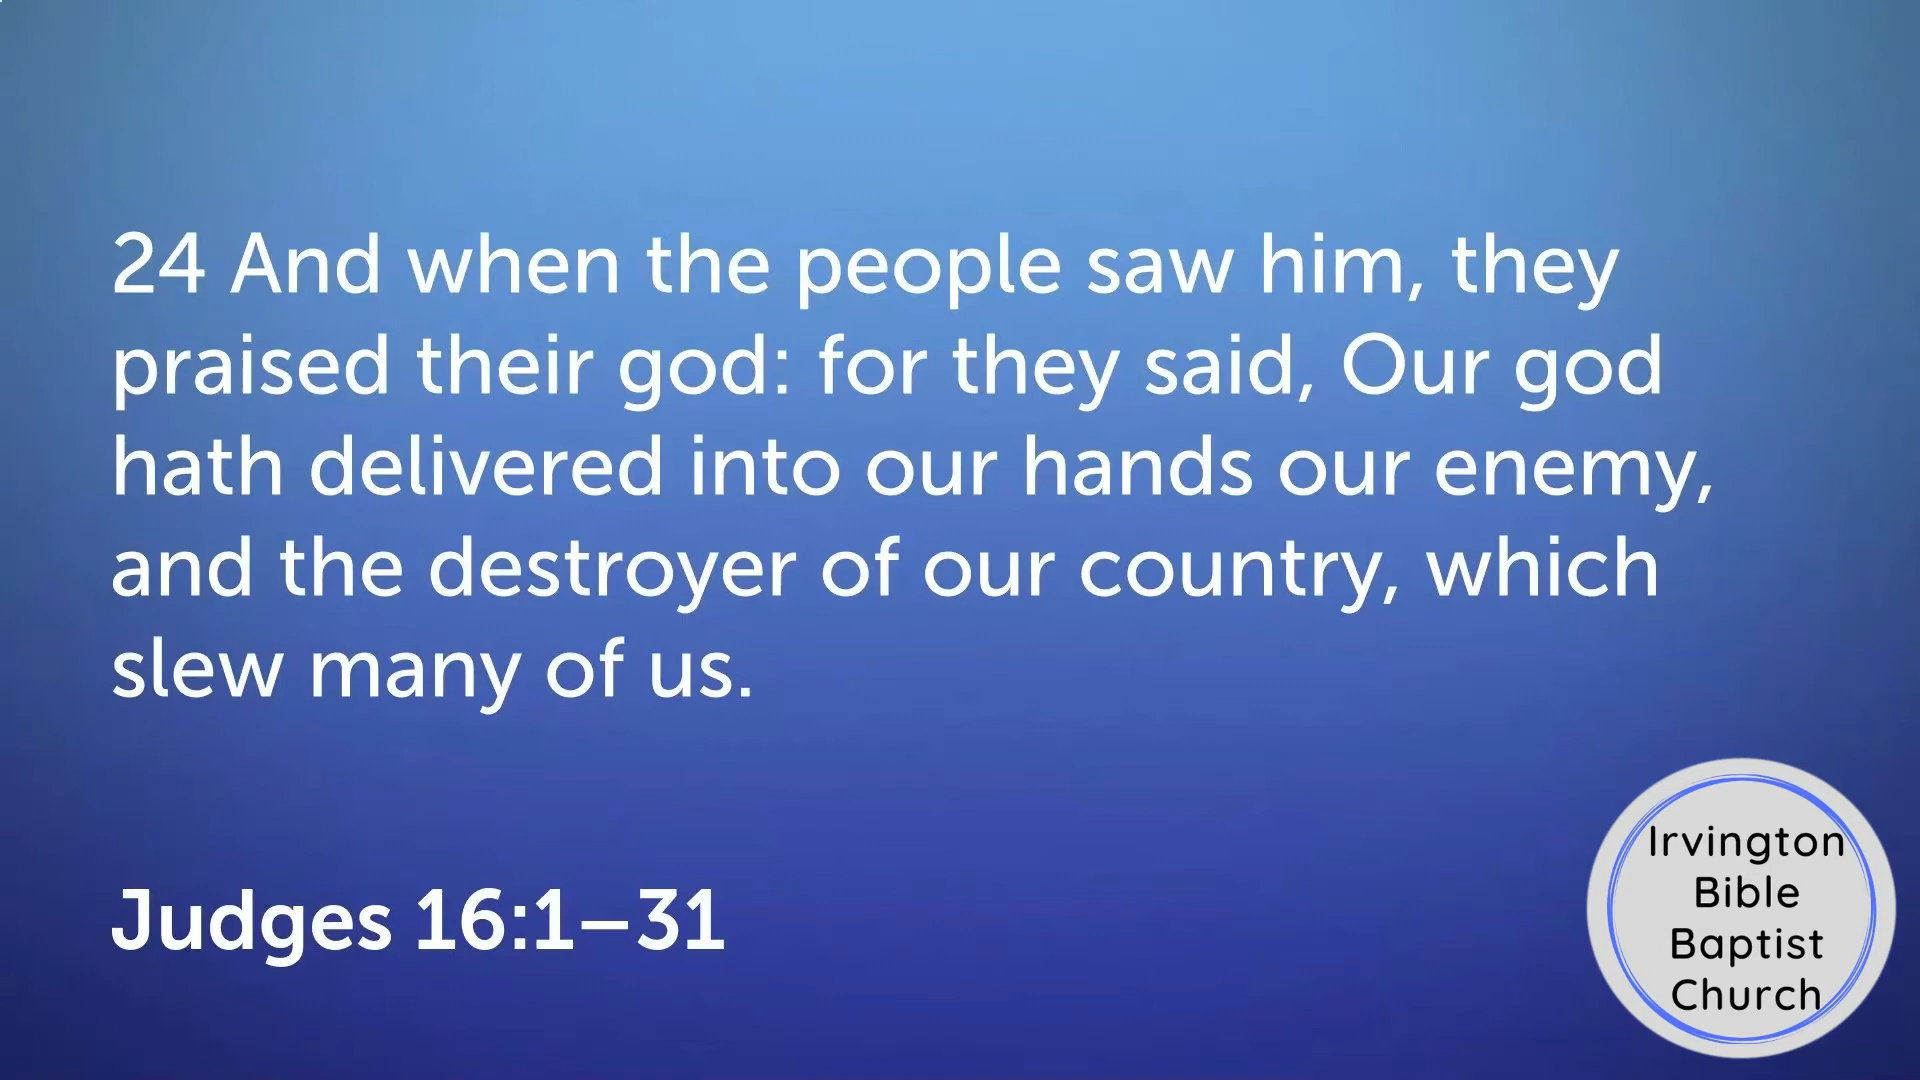 24 And when the people saw him, they
praised their god: for they said, Our god
hath delivered into our hands our enemy,
and the destroyer of our country, which
slew many of us.
Judges 16:1–31
Irvington
Bible
Baptist
Church